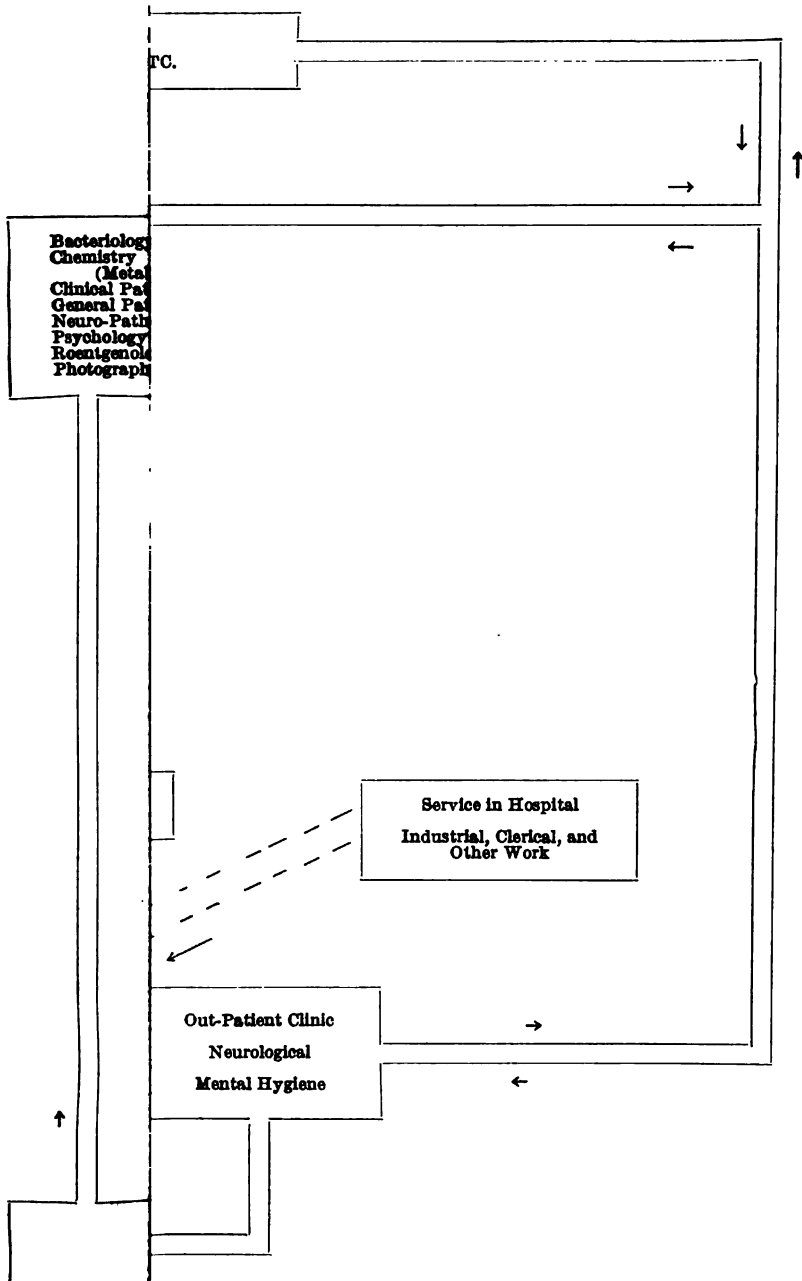 TC.
Bacteriology
Chemistry
(Metal
Clinical Pat
General Pat
Neuro-Path
Psychology
Roentgenol
Photograph
Service in Hospital
Industrial, Clerical, and
Other Work
Out-Patient Clinic
Neurological
Mental Hygiene